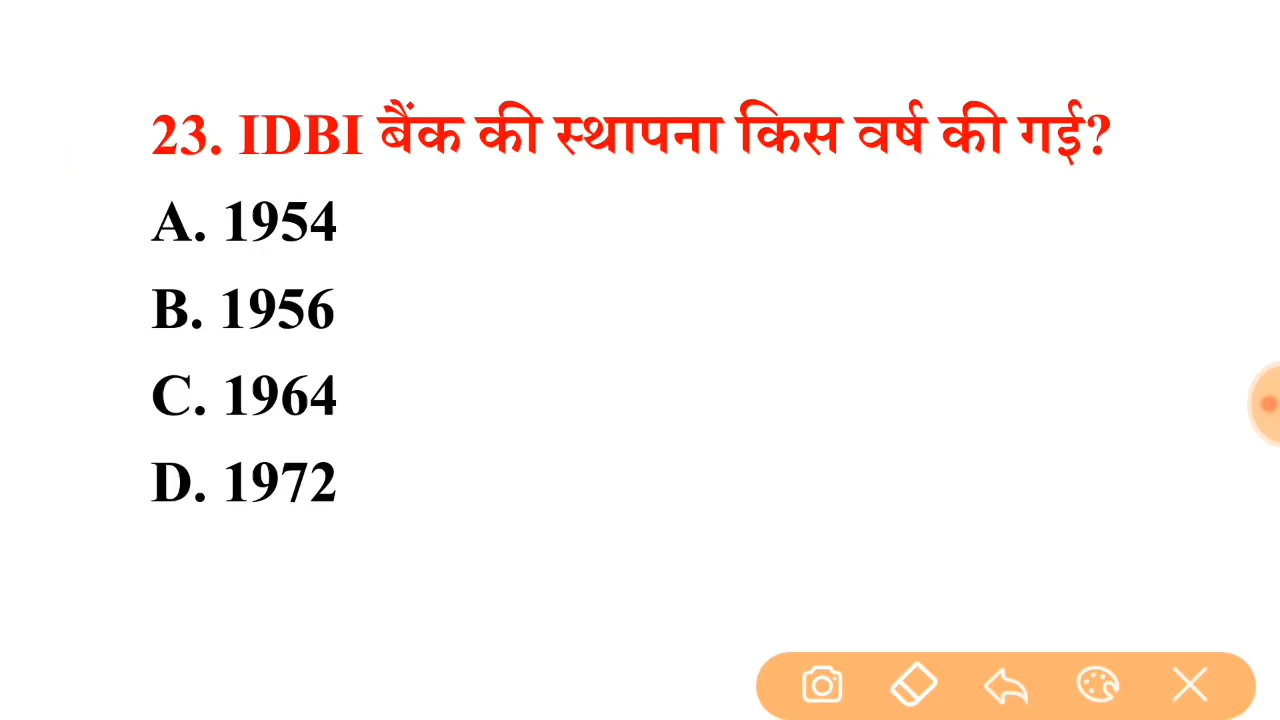 23. IDBI बैंक की स्थापना किस वर्ष की गई?
A. 1954
B. 1956
C. 1964
D. 1972